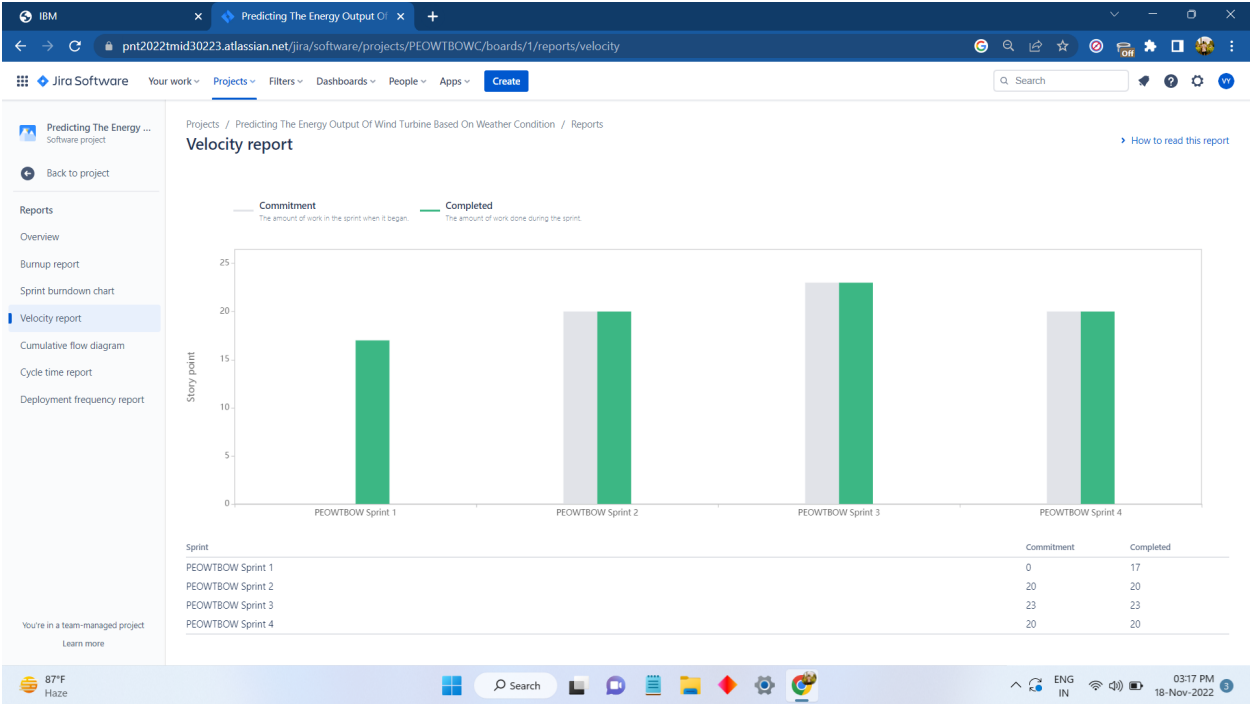 IBM
Predicting The Energy Output Of
pnt2022tmid30223.atlassian.net/jira/software/projects/PEOWTBOWC/boards/1/reports/velocity
Off
Jira Software Your work Projects Filters Dashboards People Apps Create Search VY
Predicting The Energy ...
Software project
Back to project
Reports
Overview
Burnup report
Sprint burndown chart
Velocity report
Cumulative flow diagram
Cycle time report
Deployment frequency report
You're in a team-managed project
Learn more
Projects / Predicting The Energy Output Of Wind Turbine Based On Weather Condition / Reports
Velocity report
How to read this report
Commitment
The amount of work in the sprint when it began.
Completed
The amount of work done during the sprint.
Story point
25
20
15
10
5
0
PEOWTBOW Sprint 1 PEOWTBOW Sprint 2 PEOWTBOW Sprint 3 PEOWTBOW Sprint 4
Sprint Commitment Completed
PEOWTBOW Sprint 1 0 17
PEOWTBOW Sprint 2 20 20
PEOWTBOW Sprint 3 23 23
PEOWTBOW Sprint 4 20 20
87°F
Haze
Search
ENG
IN
03:17 PM
18-Nov-2022
3